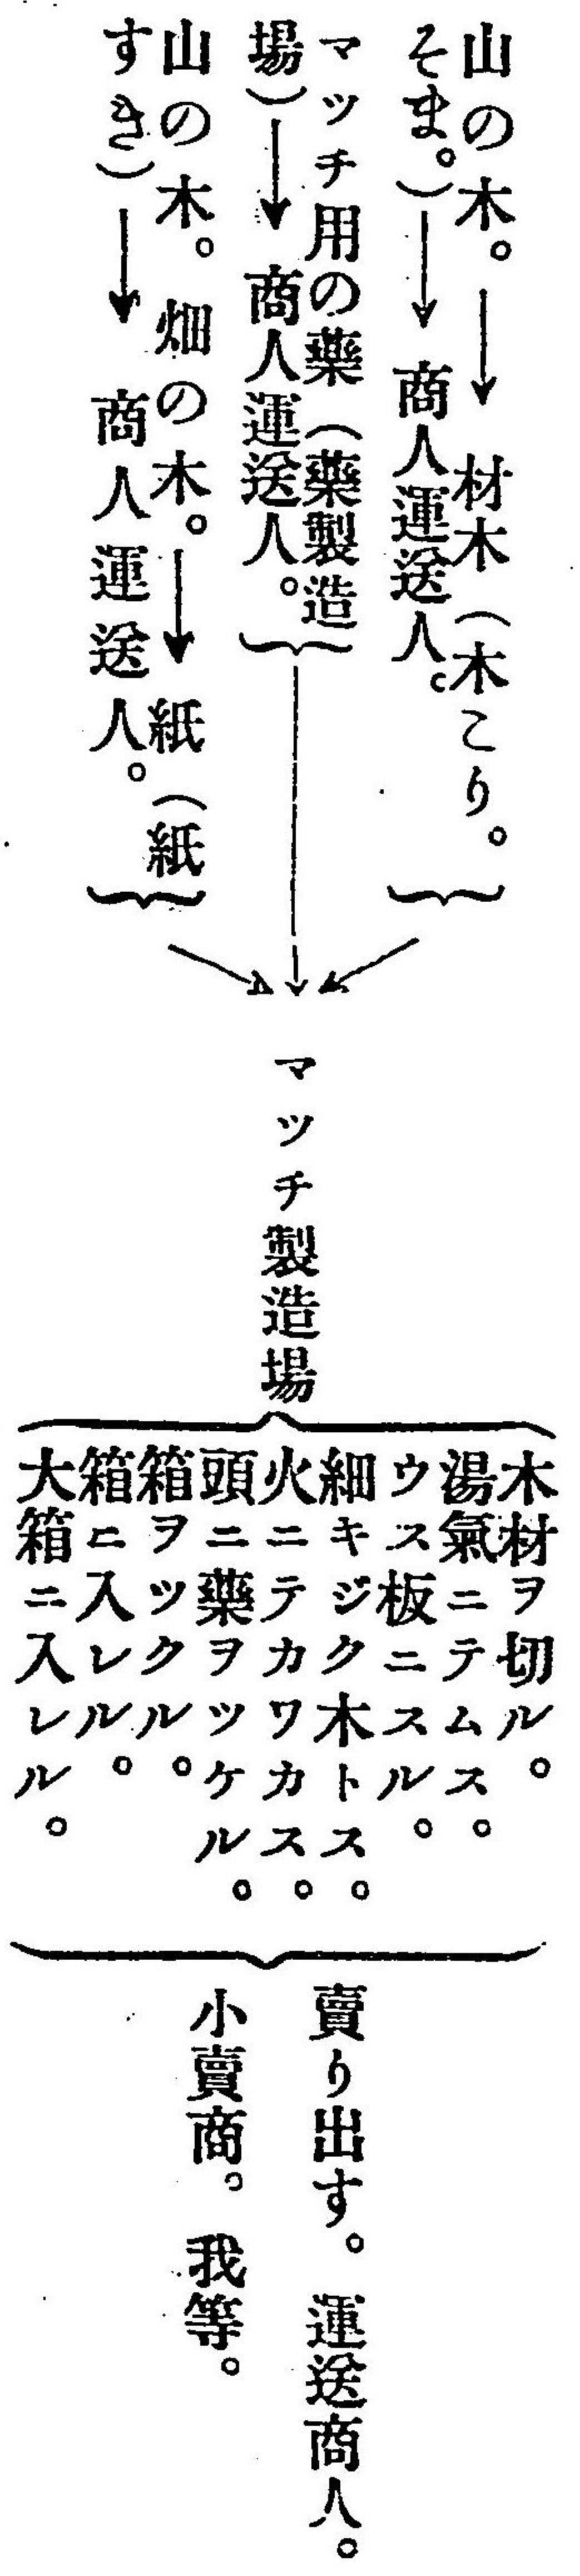 山の木。→材木（木こり。
そま。）→商人運送人。
マツチ用の藥（藥製造
場）→商人運送人。
山の木。畑の木。→紙（紙
すき）→商人運送人。
マツチ製造場
木材ヲ切ル。
湯氣ニテムス。
ウス板ニスル。
細キジク木トス。
火ニテカワカス。
頭ニ藥ヲツケル。
箱ヲツクル。
箱ニ入レル。
大箱ニ入レル。
賣り出す。運送商人。
小賣商。我等。